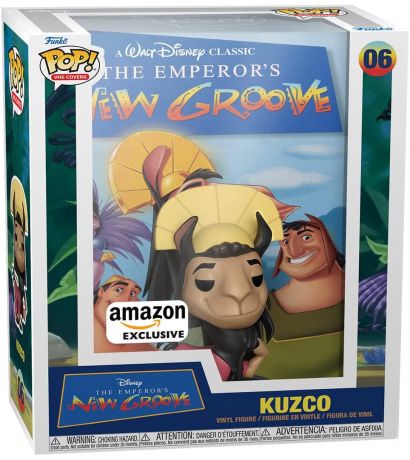 Funko
POP!
VHS COVERS
06
A WALT DISNEY CLASSIC
THE EMPEROR'S
NEW GROOVE
amazon
EXCLUSIVE
Disney
THE EMPEROR'S
NEW GROOVE
KUZCO
VINYL FIGURE / FIGURINE EN VINYLE / FIGURA DE VINIL
WARNING: CHOKING HAZARD.
ATTENTION: DANGER D'ÉTOUFFEMENT.
ADVERTENCIA: PELIGRO DE ASFIXIA.